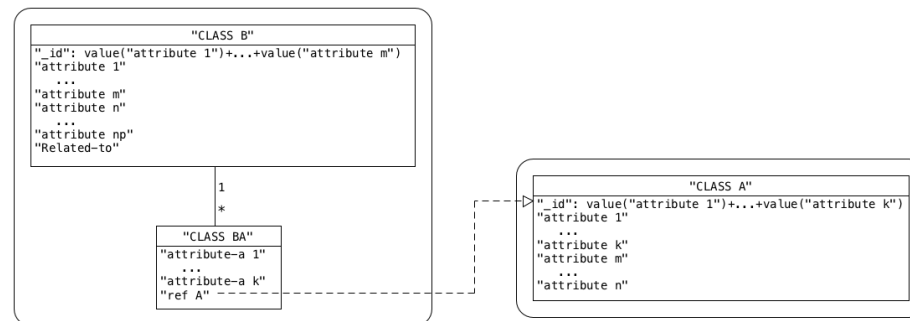 "CLASS B"
"_id": value("attribute 1")+...+value("attribute m")
"attribute 1"
...
"attribute m"
"attribute n"
...
"attribute np"
"Related-to"
1
*
"CLASS BA"
"attribute-a 1"
...
"attribute-a k"
"ref A"
"CLASS A"
"_id": value("attribute 1")+...+value("attribute k")
"attribute 1"
...
"attribute k"
"attribute m"
...
"attribute n"